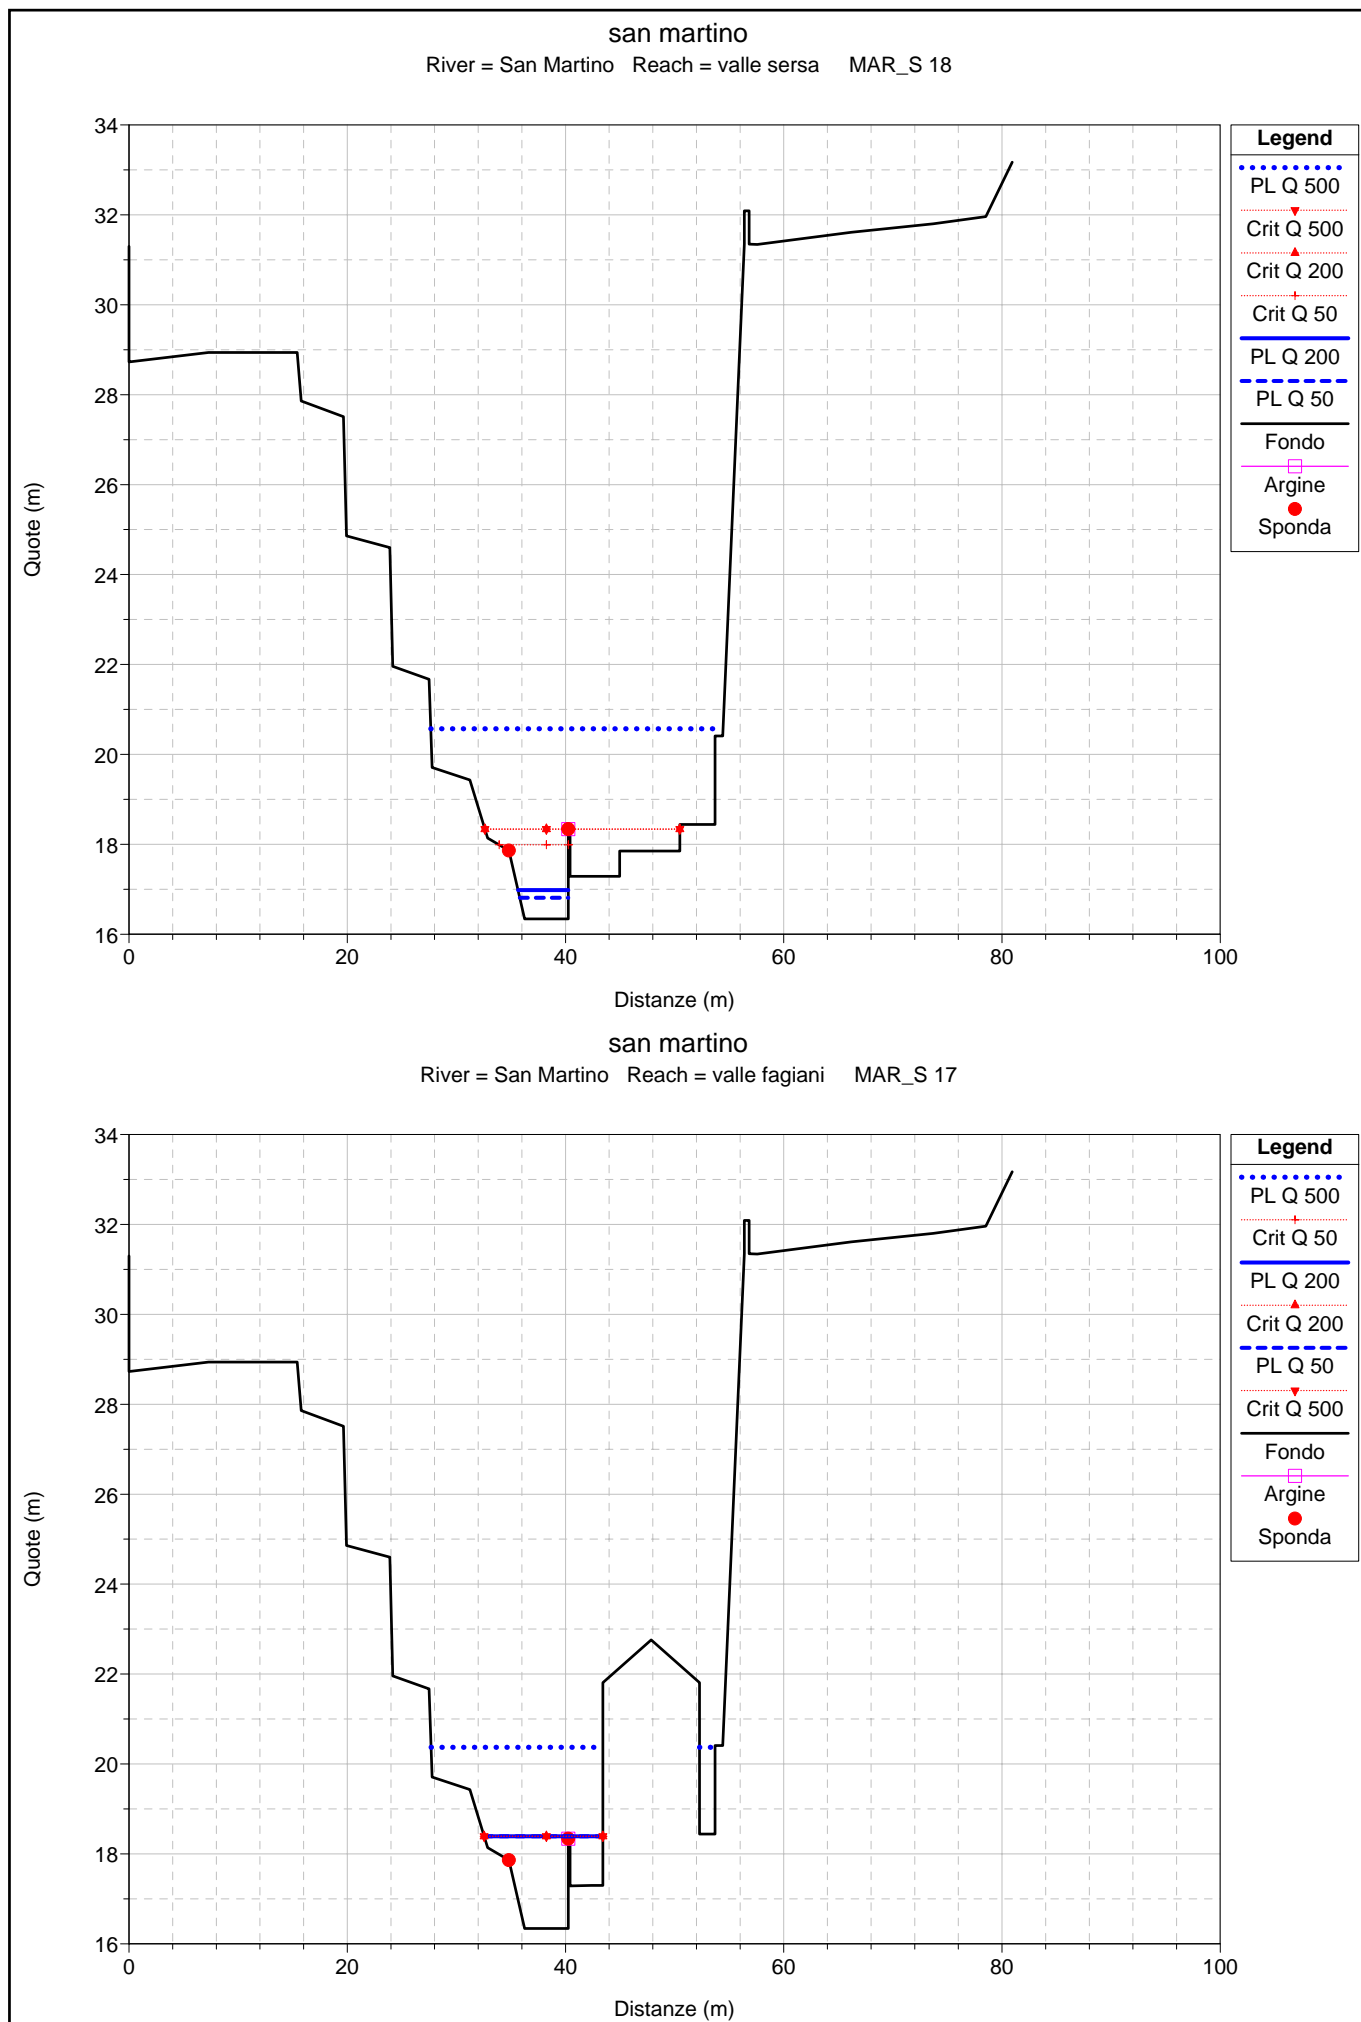 san martino
River = San Martino Reach = valle sersa MAR_S 18
34
32
30
28
26
24
22
20
18
16
0
20
40
60
80
100
Quote (m)
Distanze (m)
Legend
PL Q 500
Crit Q 500
Crit Q 200
Crit Q 50
PL Q 200
PL Q 50
Fondo
Argine
Sponda
san martino
River = San Martino Reach = valle fagiani MAR_S 17
34
32
30
28
26
24
22
20
18
16
0
20
40
60
80
100
Quote (m)
Distanze (m)
Legend
PL Q 500
Crit Q 50
PL Q 200
Crit Q 200
PL Q 50
Crit Q 500
Fondo
Argine
Sponda